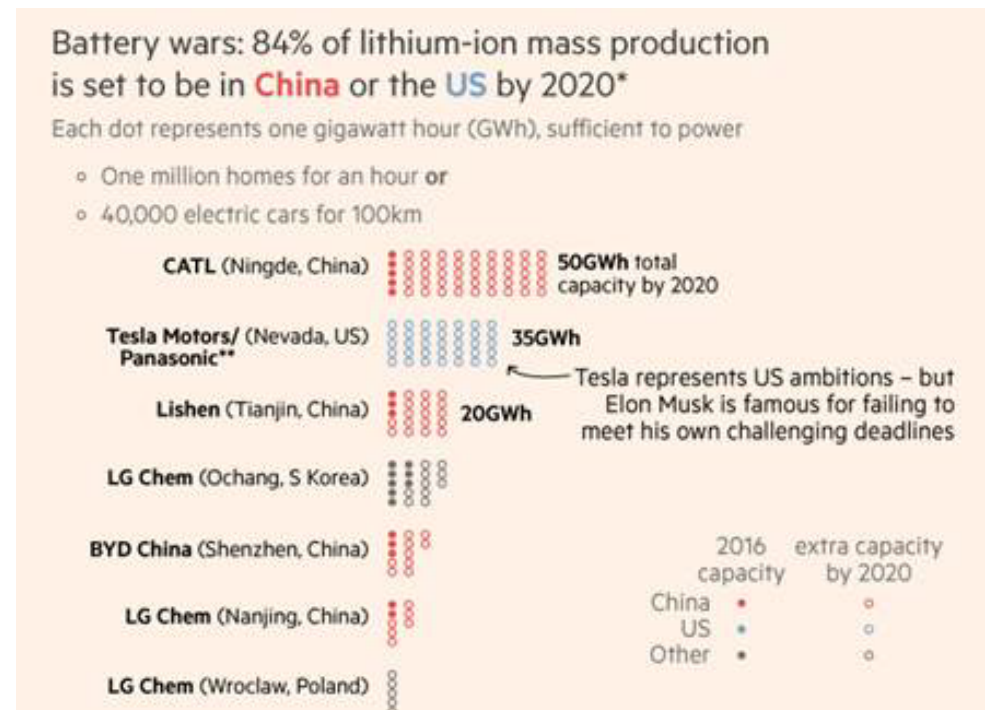 Battery wars: 84% of lithium-ion mass production
is set to be in China or the US by 2020*
Each dot represents one gigawatt hour (GWh), sufficient to power
One million homes for an hour or
40,000 electric cars for 100km
CATL (Ningde, China)
50GWh total
capacity by 2020
Tesla Motors/ (Nevada, US)
Panasonic**
35GWh
Tesla represents US ambitions – but
Elon Musk is famous for failing to
meet his own challenging deadlines
Lishen (Tianjin, China)
20GWh
LG Chem (Ochang, S Korea)
BYD China (Shenzhen, China)
LG Chem (Nanjing, China)
LG Chem (Wroclaw, Poland)
2016 extra capacity
capacity by 2020
China
US
Other